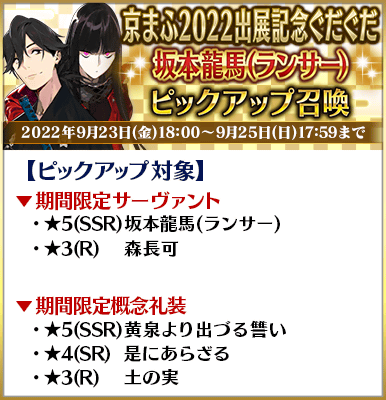 京まふ2022出展記念ぐだぐだ
坂本龍馬(ランサー)
ピックアップ召喚
2022年9月23日(金)18:00～9月25日(日)17:59まで
【ピックアップ対象】
▼期間限定サーヴァント
・★5(SSR)坂本龍馬(ランサー)
・★3(R) 森長可
▼期間限定概念礼装
・★5(SSR)黄泉より出づる讐い
・★4(SR) 是にあらざる
・★3(R) 土の実